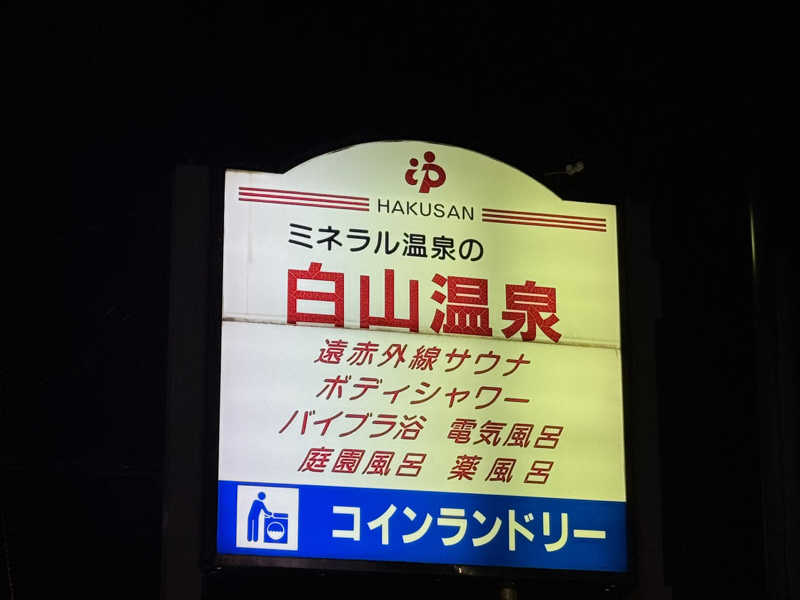 HAKUSAN
ミネラル温泉の
白山温泉
遠赤外線サウナ
ボディシャワー
バイブラ浴 電気風呂
庭園風呂 薬風呂
コインランドリー